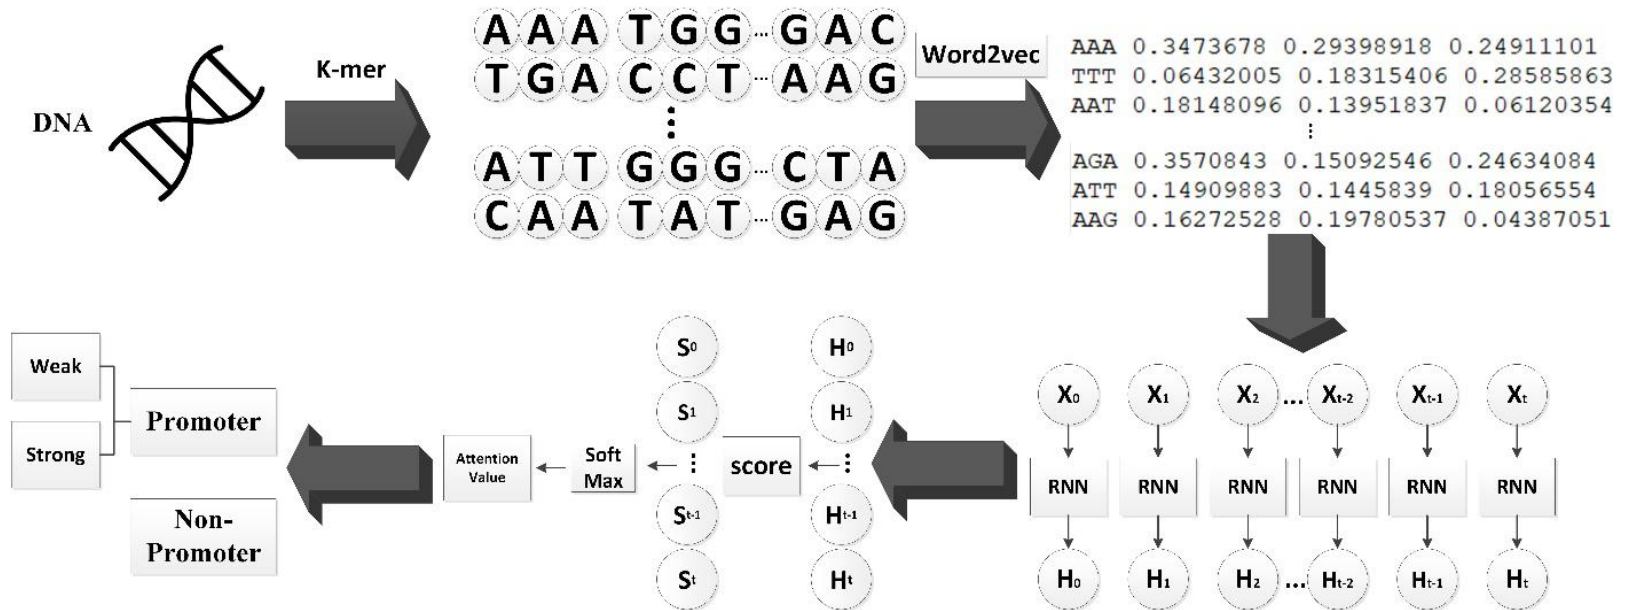 DNA
K-mer
AAA TGG...GAC
TGA CCT...AAG
ATT GGG...CTA
CAA TAT...GAG
Word2vec
AAA 0.3473678 0.29398918 0.24911101
TTT 0.06432005 0.18315406 0.28585863
AAT 0.18148096 0.13951837 0.06120354
AGA 0.3570843 0.15092546 0.24634084
ATT 0.14909883 0.1445839 0.18056554
AAG 0.16272528 0.19780537 0.04387051
X0 X1 X2 ... Xt-2 Xt-1 Xt
RNN RNN RNN RNN RNN RNN
H0 H1 H2 ... Ht-2 Ht-1 Ht
H0
H1
Ht-1
Ht
score
S0
S1
St-1
St
Soft
Max
Attention
Value
Promoter
Weak
Strong
Non-
Promoter